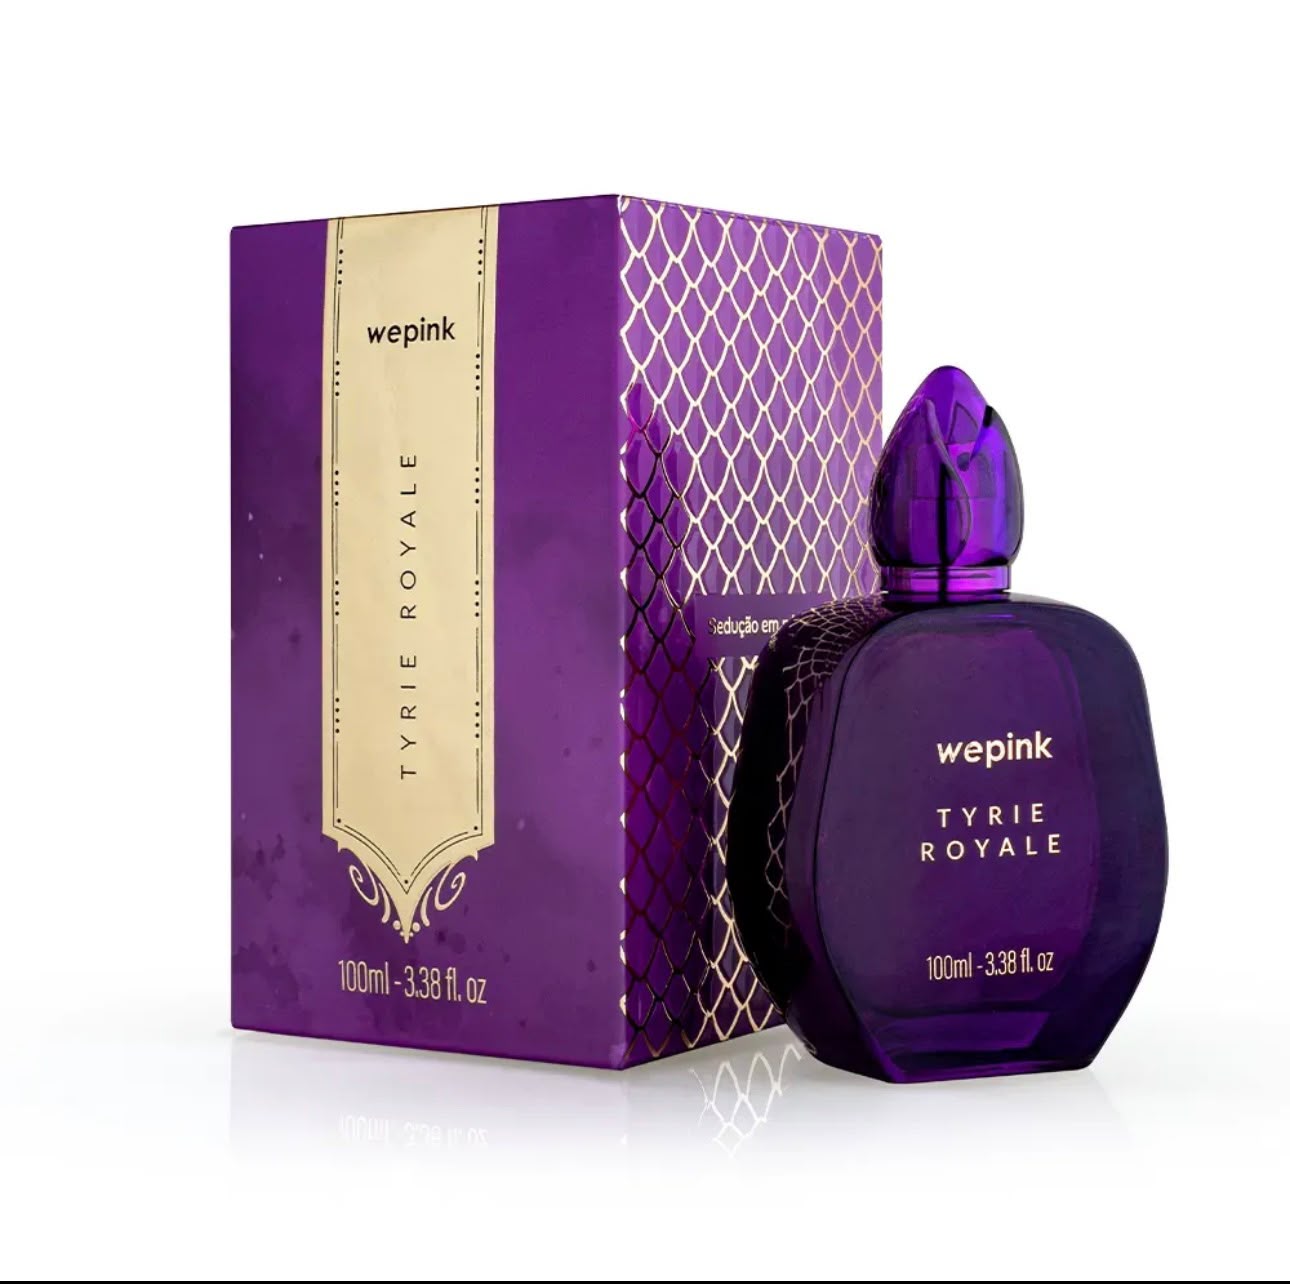 wepink
TYRIE ROYALE
100ml - 3.38 fl. oz
Sedução em
wepink
TYRIE
ROYALE
100ml - 3.38 fl. oz